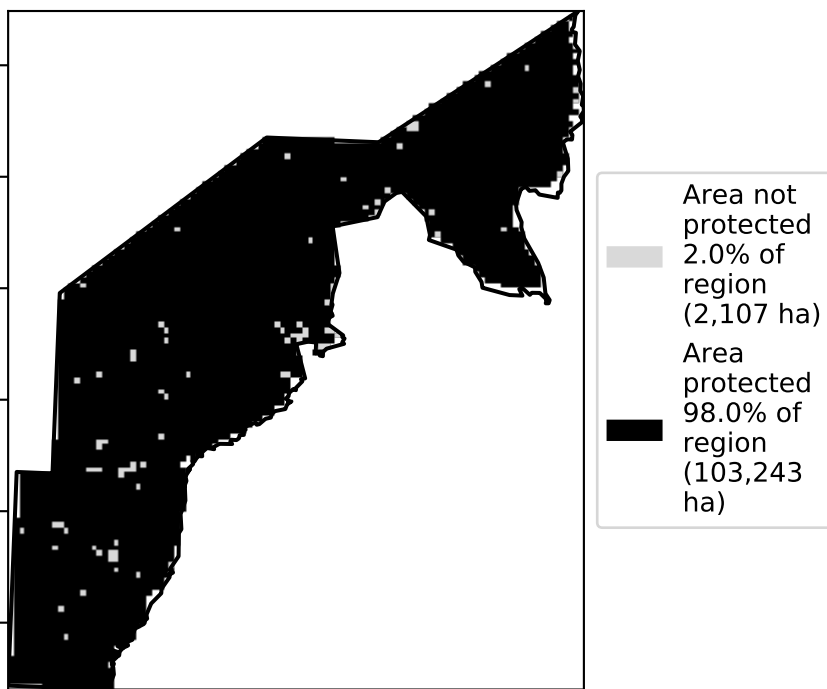 Area not
protected
2.0% of
region
(2,107 ha)
Area
protected
98.0% of
region
(103,243
ha)